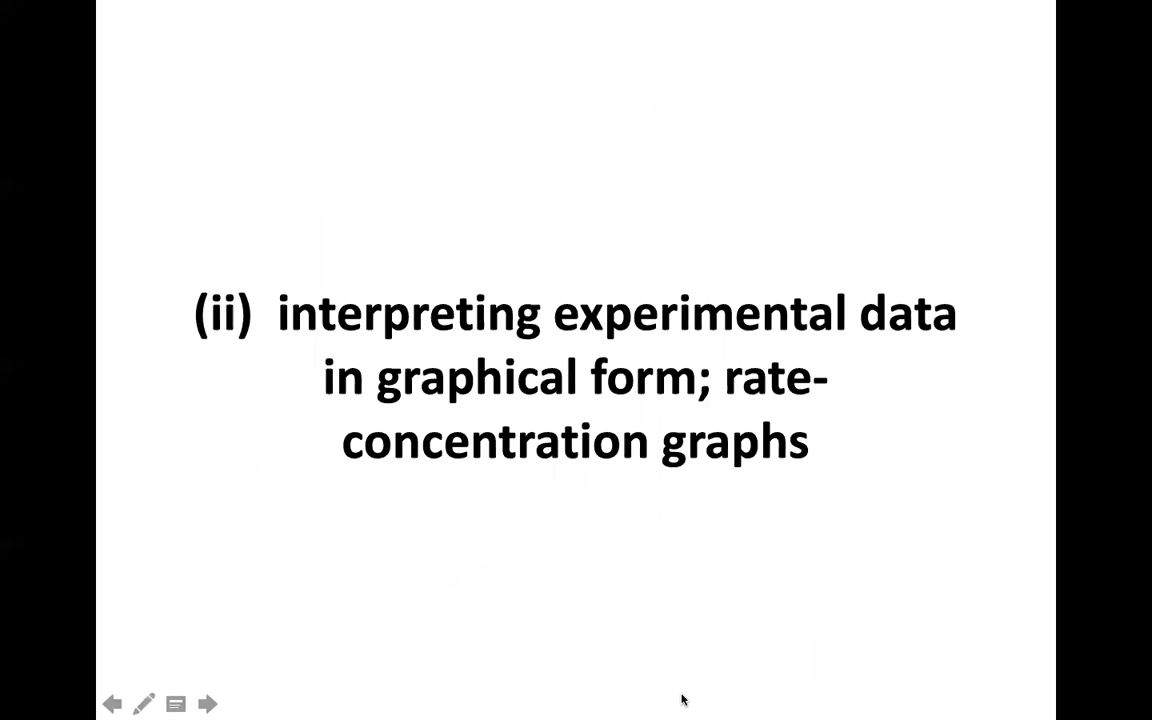 (ii)  interpreting experimental data
in graphical form; rate-
concentration graphs